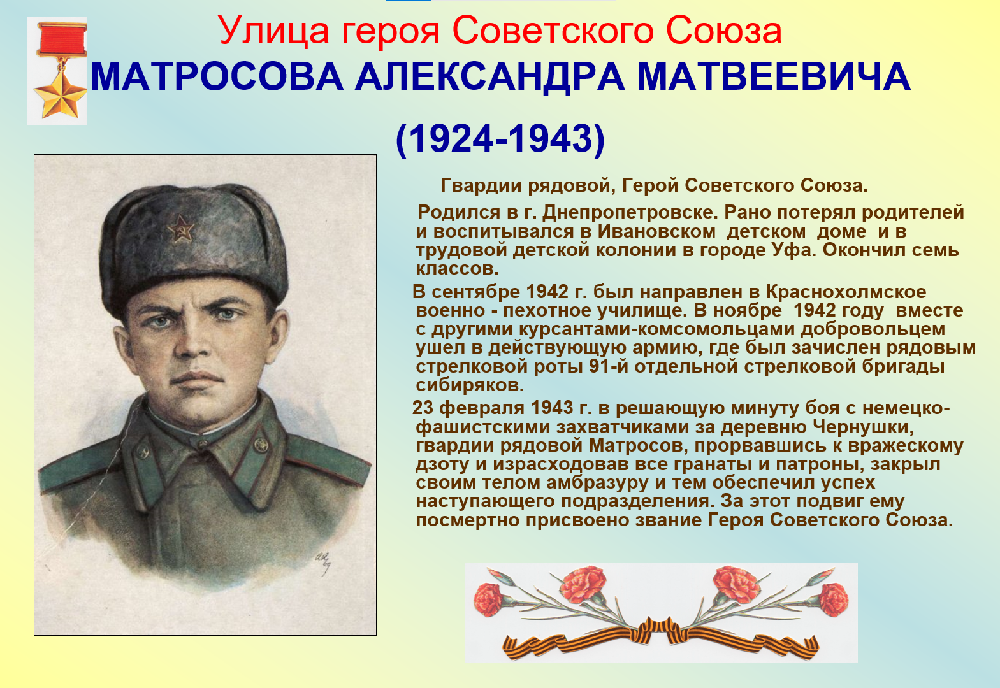 Улица героя Советского Союза
МАТРОСОВА АЛЕКСАНДРА МАТВЕЕВИЧА
(1924-1943)
Гвардии рядовой, Герой Советского Союза.
Родился в г. Днепропетровске. Рано потерял родителей
и воспитывался в Ивановском детском доме и в
трудовой детской колонии в городе Уфа. Окончил семь
классов.
В сентябре 1942 г. был направлен в Краснохолмское
военно - пехотное училище. В ноябре 1942 году вместе
с другими курсантами-комсомольцами добровольцем
ушел в действующую армию, где был зачислен рядовым
стрелковой роты 91-й отдельной стрелковой бригады
сибиряков.
23 февраля 1943 г. в решающую минуту боя с немецко-
фашистскими захватчиками за деревню Чернушки,
гвардии рядовой Матросов, прорвавшись к вражескому
дзоту и израсходовав все гранаты и патроны, закрыл
своим телом амбразуру и тем обеспечил успех
наступающего подразделения. За этот подвиг ему
посмертно присвоено звание Героя Советского Союза.